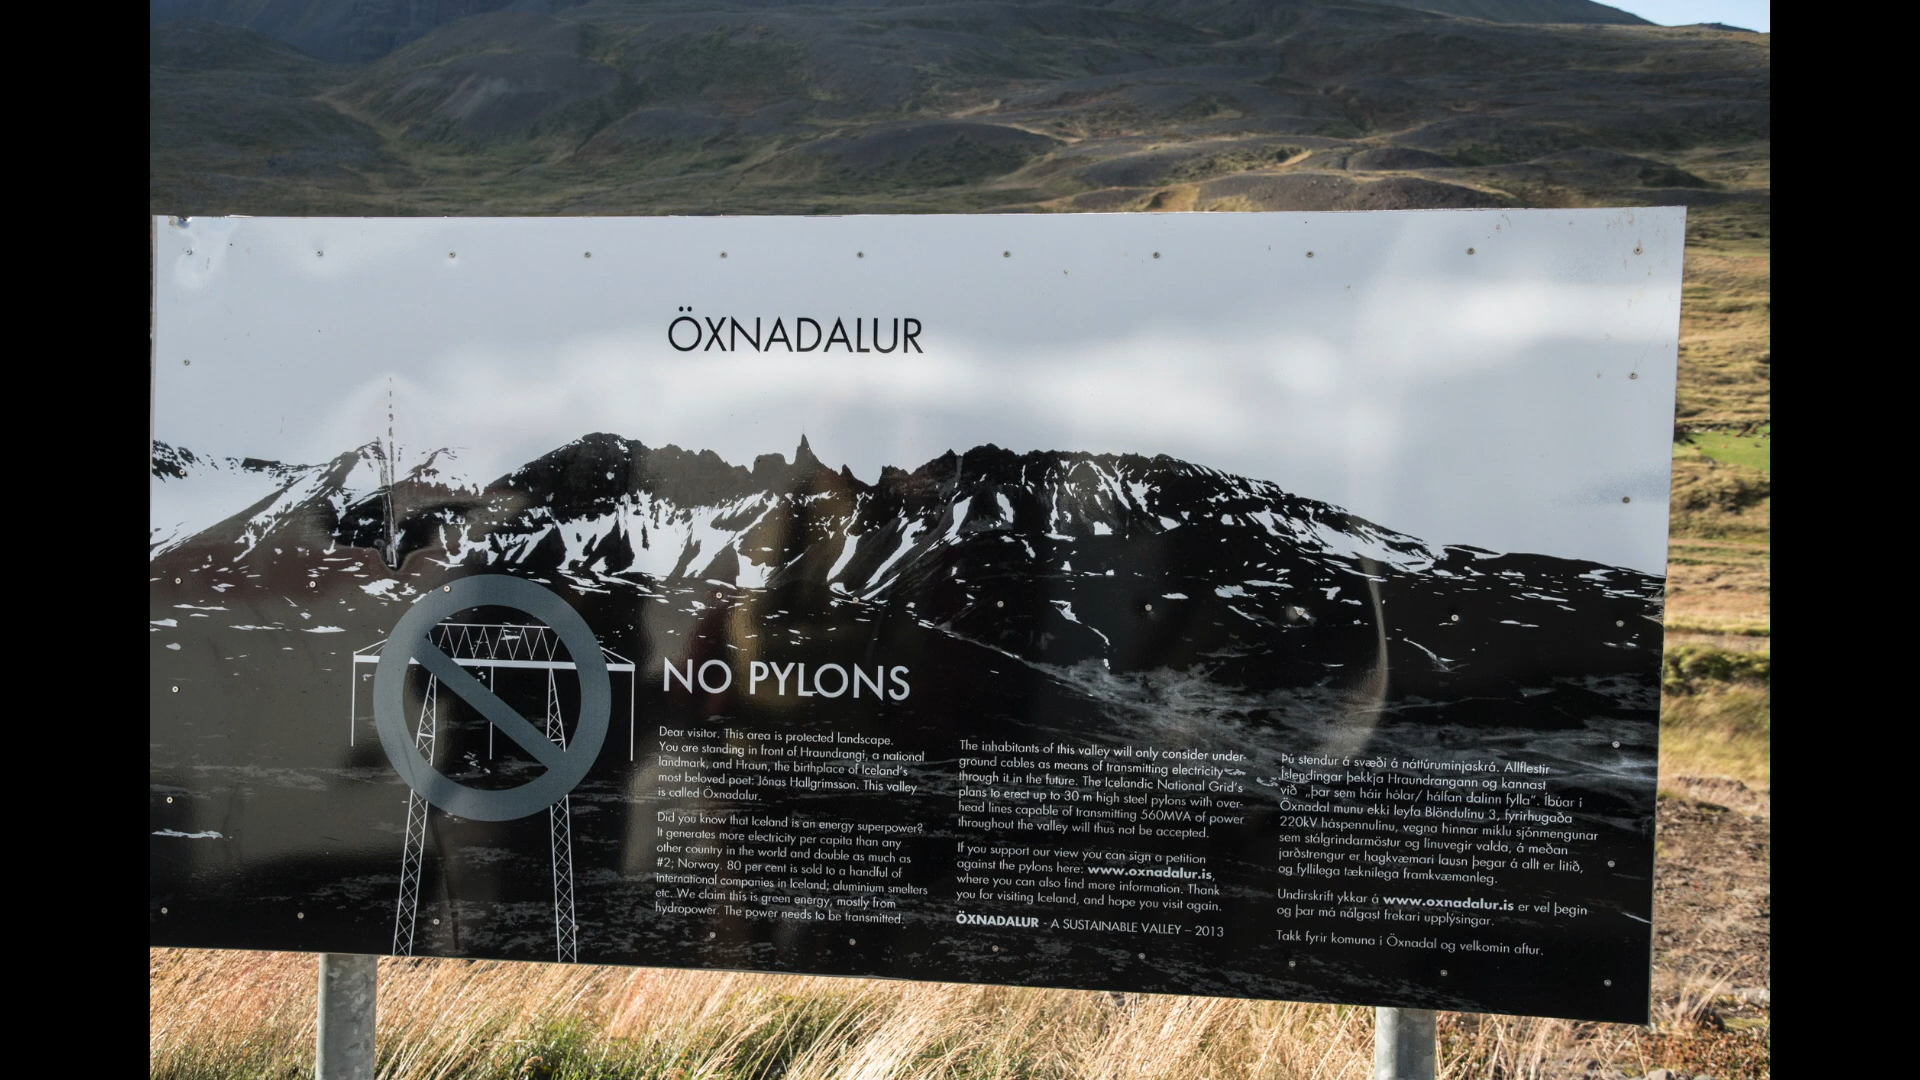 ÖXNADALUR
NO PYLONS
Dear visitor. This area is protected landscape.
You are standing in front of Hraundrangi, a national
landmark, and Hraun, the birthplace of Iceland's
most beloved poet: Jónas Hallgrímsson. This valley
is called Öxnadalur.
Did you know that Iceland is an energy superpower?
It generates more electricity per capita than any
other country in the world and double as much as
#2; Norway. 80 per cent is sold to a handful of
international companies in Iceland; aluminium smelters
etc. We claim this is green energy, mostly from
hydropower. The power needs to be transmitted.
The inhabitants of this valley will only consider under-
ground cables as means of transmitting electricity
through it in the future. The Icelandic National Grid's
plans to erect up to 30 m high steel pylons with over-
head lines capable of transmitting 560MVA of power
throughout the valley will thus not be accepted.
If you support our view you can sign a petition
against the pylons here: www.oxnadalur.is,
where you can also find more information. Thank
you for visiting Iceland, and hope you visit again.
ÖXNADALUR - A SUSTAINABLE VALLEY – 2013
Þú stendur á svæði á náttúruminjaskrá. Allflestir
Íslendingar þekkja Hraundrangann og kannast
við „þar sem háir hólar/ hálfan dalinn fylla". Íbúar í
Öxnadal munu ekki leyfa Blöndulínu 3, fyrirhugaða
220kV háspennulínu, vegna hinnar miklu sjónmengunar
sem stálgrindarmöstur og línuvegir valda, á meðan
jarðstrengur er hagkvæmari lausn þegar á allt er litið,
og fyllilega tæknilega framkvæmanleg.
Undirskrift ykkar á www.oxnadalur.is er vel þegin
og þar má nálgast frekari upplýsingar.
Takk fyrir komuna í Öxnadal og velkomin aftur.